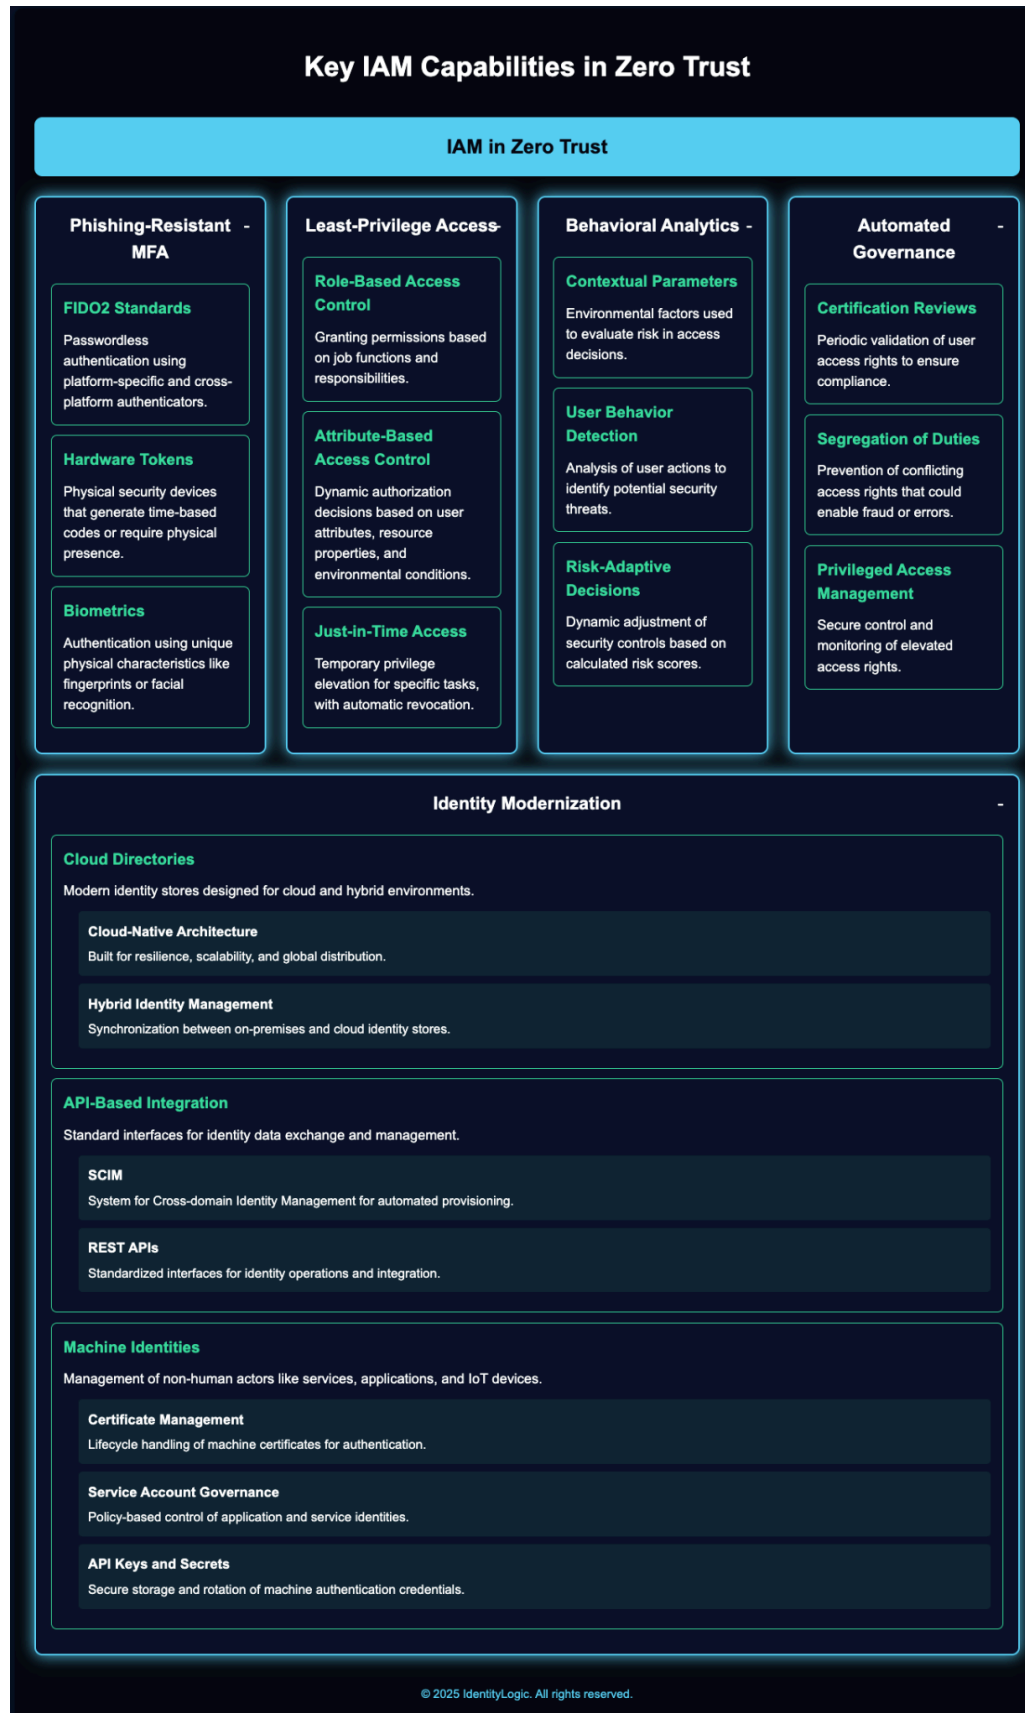 Key IAM Capabilities in Zero Trust
IAM in Zero Trust
Phishing-Resistant
MFA
-
FIDO2 Standards
Passwordless
authentication using
platform-specific and cross-
platform authenticators.
Hardware Tokens
Physical security devices
that generate time-based
codes or require physical
presence.
Biometrics
Authentication using unique
physical characteristics like
fingerprints or facial
recognition.
Least-Privilege Access
-
Role-Based Access
Control
Granting permissions based
on job functions and
responsibilities.
Attribute-Based
Access Control
Dynamic authorization
decisions based on user
attributes, resource
properties, and
environmental conditions.
Just-in-Time Access
Temporary privilege
elevation for specific tasks,
with automatic revocation.
Behavioral Analytics
-
Contextual Parameters
Environmental factors used
to evaluate risk in access
decisions.
User Behavior
Detection
Analysis of user actions to
identify potential security
threats.
Risk-Adaptive
Decisions
Dynamic adjustment of
security controls based on
calculated risk scores.
Automated
Governance
-
Certification Reviews
Periodic validation of user
access rights to ensure
compliance.
Segregation of Duties
Prevention of conflicting
access rights that could
enable fraud or errors.
Privileged Access
Management
Secure control and
monitoring of elevated
access rights.
Identity Modernization
-
Cloud Directories
Modern identity stores designed for cloud and hybrid environments.
Cloud-Native Architecture
Built for resilience, scalability, and global distribution.
Hybrid Identity Management
Synchronization between on-premises and cloud identity stores.
API-Based Integration
Standard interfaces for identity data exchange and management.
SCIM
System for Cross-domain Identity Management for automated provisioning.
REST APIs
Standardized interfaces for identity operations and integration.
Machine Identities
Management of non-human actors like services, applications, and IoT devices.
Certificate Management
Lifecycle handling of machine certificates for authentication.
Service Account Governance
Policy-based control of application and service identities.
API Keys and Secrets
Secure storage and rotation of machine authentication credentials.
© 2025 IdentityLogic. All rights reserved.